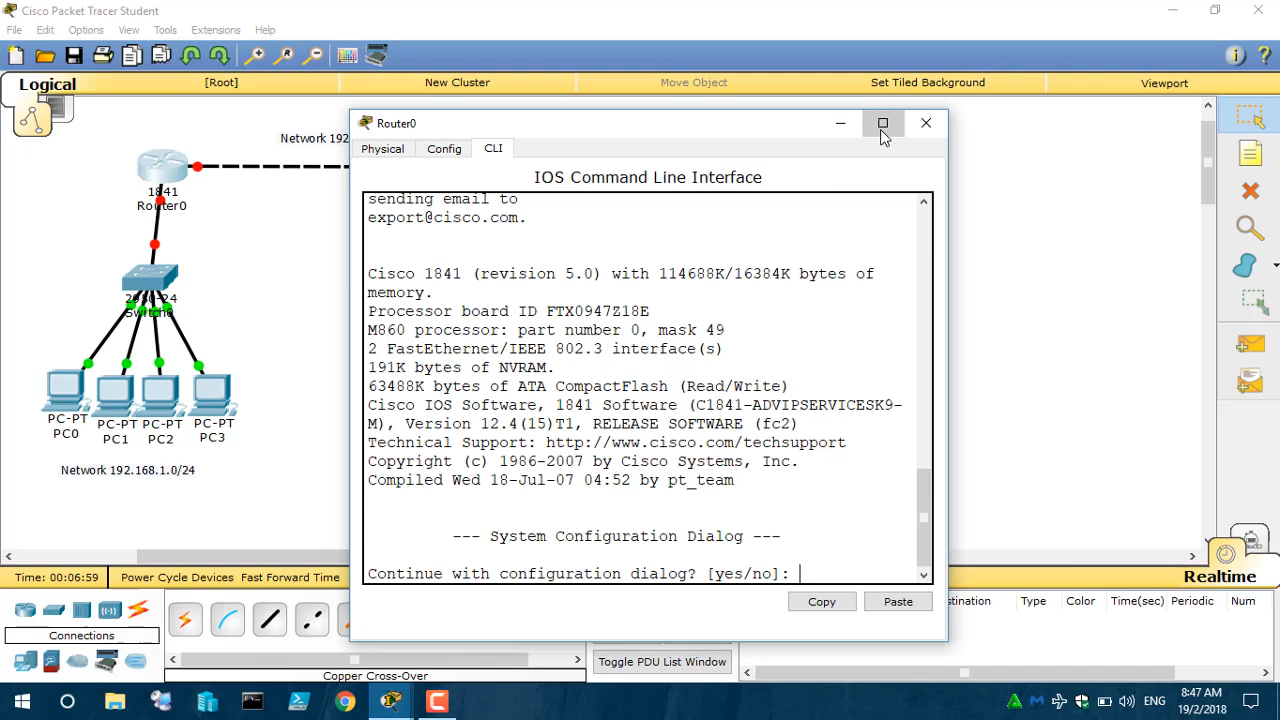 Cisco Packet Tracer Student
File Edit Options View Tools Extensions Help
Logical
[Root]
New Cluster
Move Object
Set Tiled Background
Viewport
Network 192
1841
Router0
2950-24
Switch0
PC-PT
PC0
PC-PT
PC1
PC-PT
PC2
PC-PT
PC3
Network 192.168.1.0/24
Router0
Physical Config CLI
IOS Command Line Interface
sending email to
export@cisco.com.
Cisco 1841 (revision 5.0) with 114688K/16384K bytes of
memory.
Processor board ID FTX0947Z18E
M860 processor: part number 0, mask 49
2 FastEthernet/IEEE 802.3 interface(s)
191K bytes of NVRAM.
63488K bytes of ATA CompactFlash (Read/Write)
Cisco IOS Software, 1841 Software (C1841-ADVIPSERVICESK9-
M), Version 12.4(15)T1, RELEASE SOFTWARE (fc2)
Technical Support: http://www.cisco.com/techsupport
Copyright (c) 1986-2007 by Cisco Systems, Inc.
Compiled Wed 18-Jul-07 04:52 by pt_team
--- System Configuration Dialog ---
Continue with configuration dialog? [yes/no]:
Copy
Paste
Time: 00:06:59
Power Cycle Devices Fast Forward Time
Realtime
Connections
Copper Cross-Over
Toggle PDU List Window
stination Type Color Time(sec) Periodic Num
ENG
8:47 AM
19/2/2018